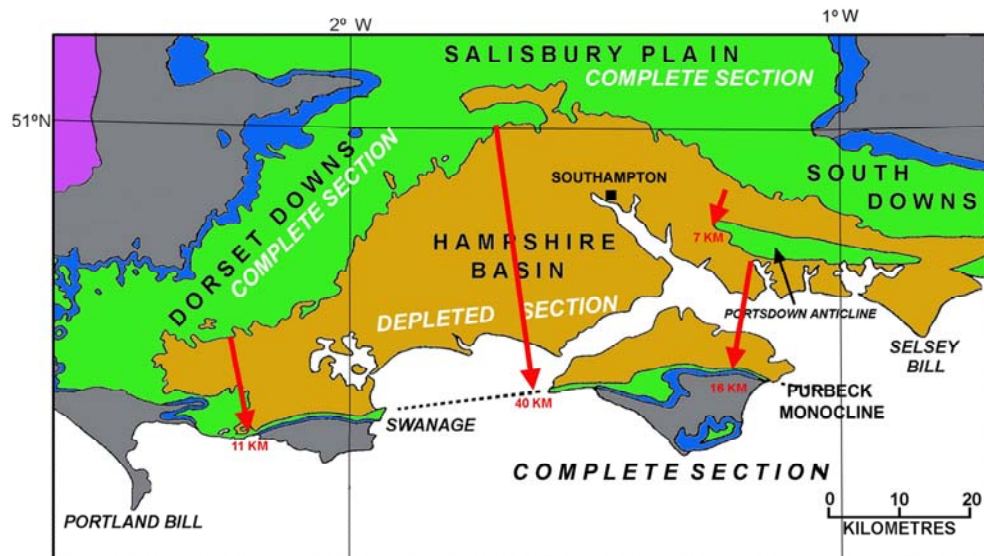 2° W
1° W
SALISBURY PLAIN
COMPLETE SECTION
51°N
DORSET DOWNS
COMPLETE SECTION
SOUTHAMPTON
SOUTH
DOWNS
7 KM
HAMPSHIRE
BASIN
DEPLETED SECTION
PORTSDOWN ANTICLINE
SELSEY
BILL
16 KM
PURBECK
MONOCLINE
40 KM
SWANAGE
11 KM
COMPLETE SECTION
PORTLAND BILL
0 10 20
KILOMETRES